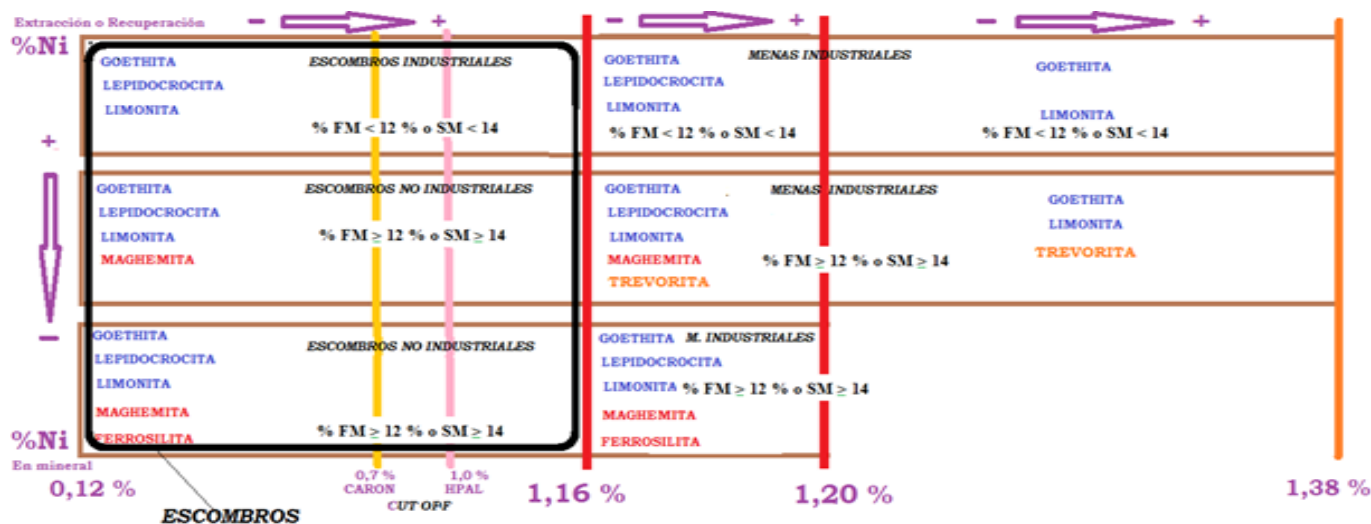 Extracción o Recuperación
%Ni
- +
- +
- +
+
-
GOETHITA
LEPIDOCROCITA
LIMONITA
ESCOMBROS INDUSTRIALES
% FM < 12 % o SM < 14
GOETHITA
LEPIDOCROCITA
LIMONITA
MENAS INDUSTRIALES
% FM < 12 % o SM < 14
GOETHITA
LIMONITA
% FM < 12 % o SM < 14
GOETHITA
LEPIDOCROCITA
LIMONITA
MAGHEMITA
ESCOMBROS NO INDUSTRIALES
% FM ≥ 12 % o SM ≥ 14
GOETHITA
LEPIDOCROCITA
LIMONITA
MAGHEMITA
TREVORITA
MENAS INDUSTRIALES
% FM ≥ 12 % o SM ≥ 14
GOETHITA
LIMONITA
TREVORITA
GOETHITA
LEPIDOCROCITA
LIMONITA
MAGHEMITA
FERROSILITA
ESCOMBROS NO INDUSTRIALES
% FM ≥ 12 % o SM ≥ 14
GOETHITA M. INDUSTRIALES
LEPIDOCROCITA
LIMONITA % FM ≥ 12 % o SM ≥ 14
MAGHEMITA
FERROSILITA
%Ni
En mineral
0,12 %
0,7 %
CARON
1,0 %
HPAL
CUT OFF
1,16 %
1,20 %
1,38 %
ESCOMBROS